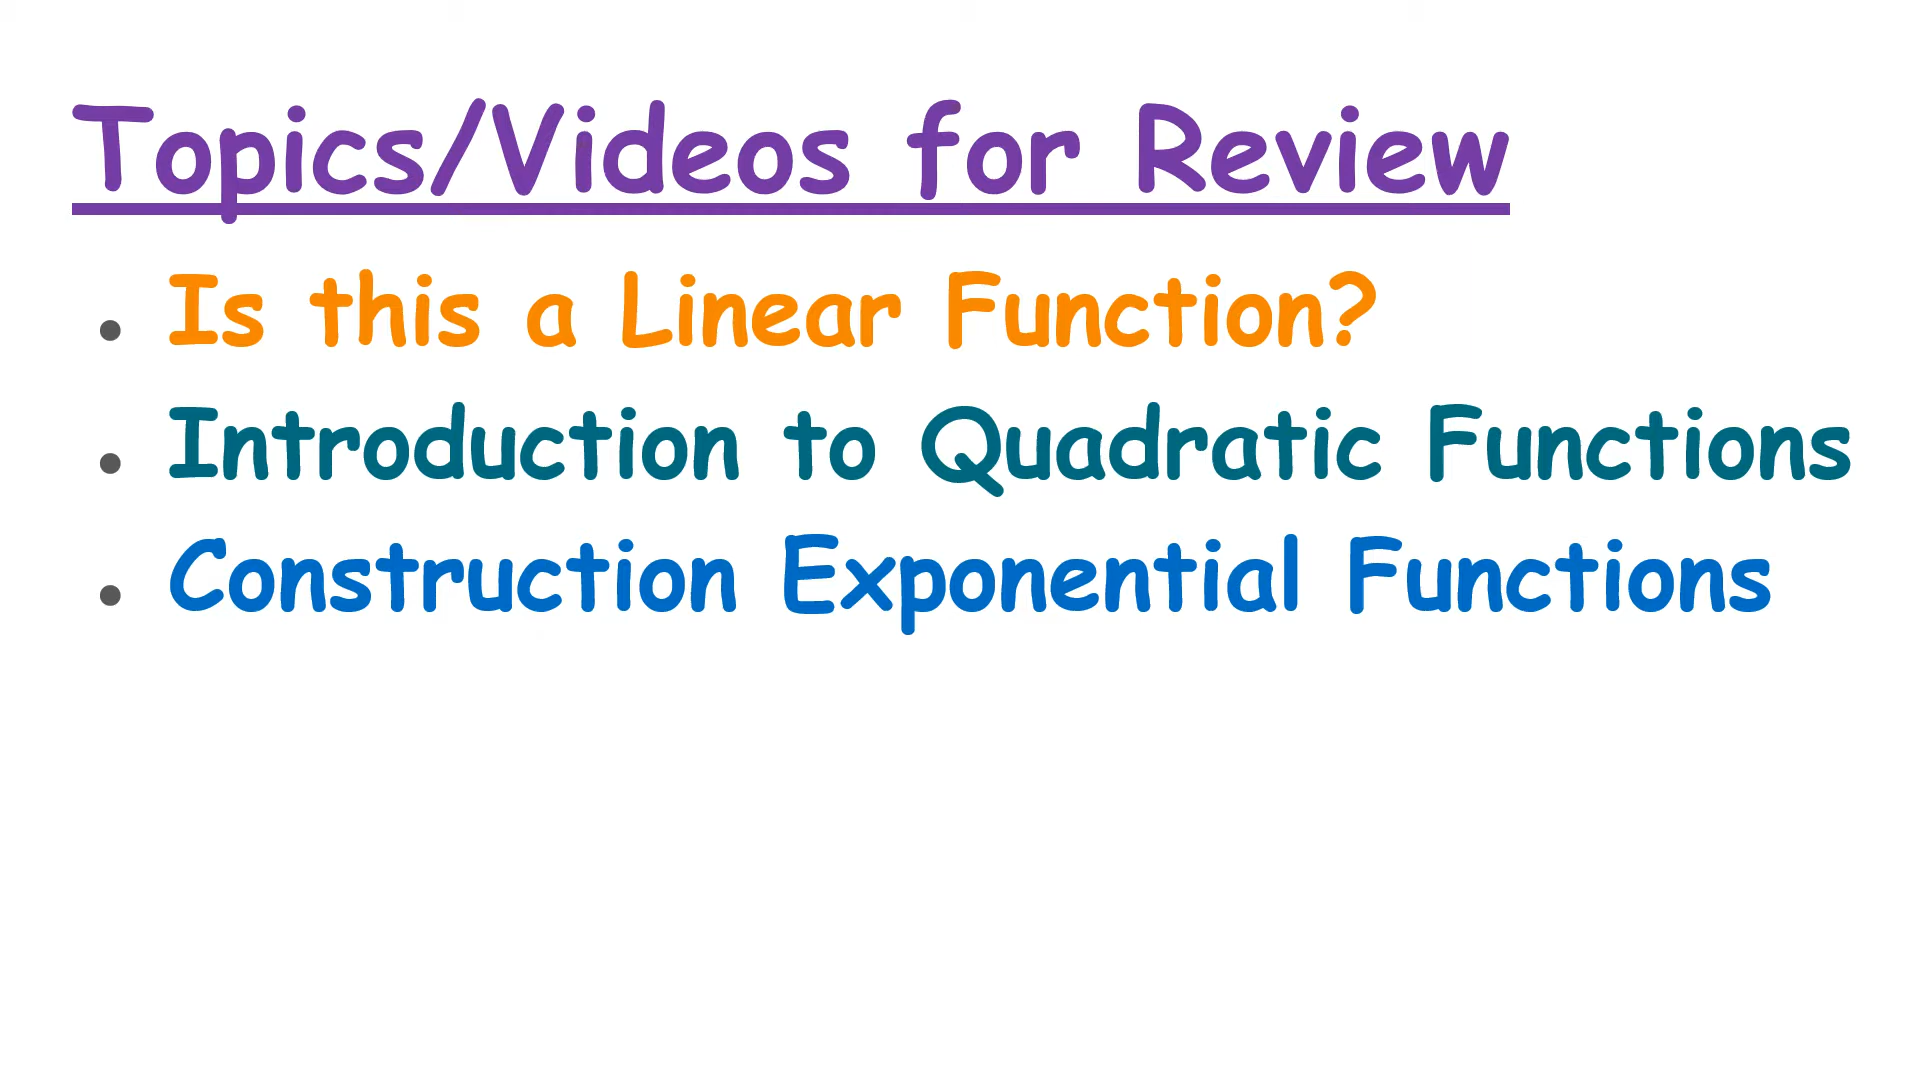 Topics/Videos for Review
• Is this a Linear Function?
• Introduction to Quadratic Functions
• Construction Exponential Functions